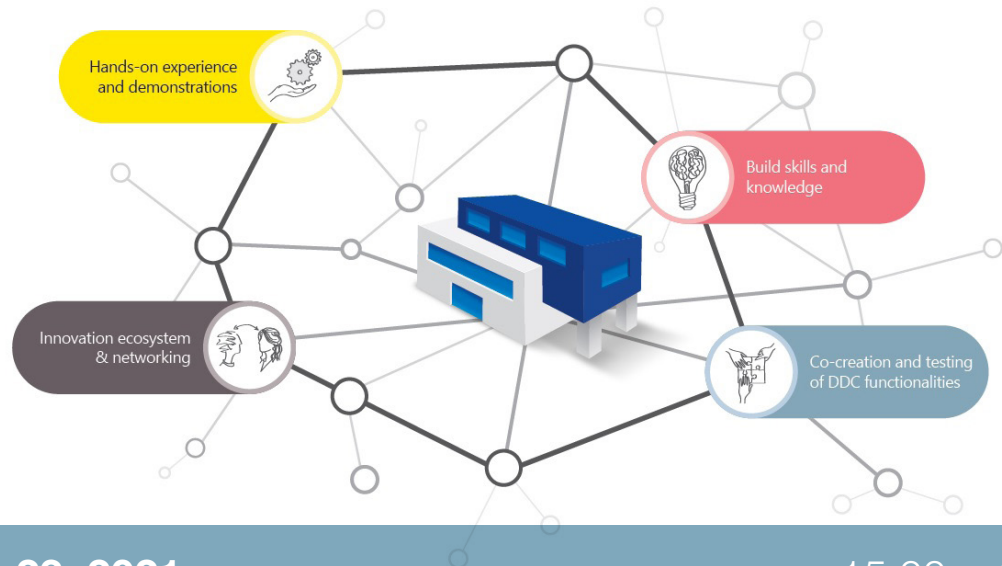 Hands-on experience
and demonstrations
Build skills and
knowledge
Innovation ecosystem
& networking
Co-creation and testing
of DDC functionalities